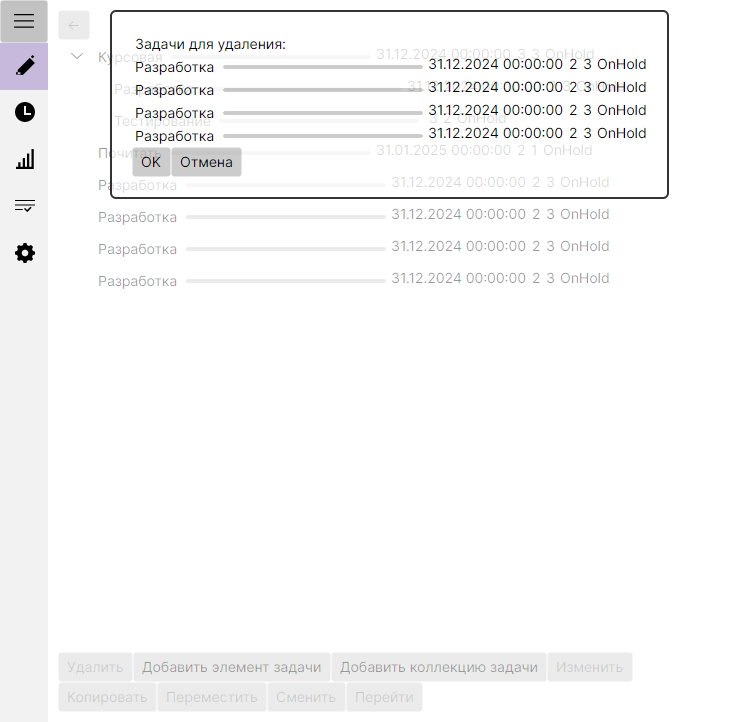 ←
Задачи для удаления:
Курсовая 31.12.2024 00:00:00 3 3 OnHold
Разработка 31.12.2024 00:00:00 2 3 OnHold
Разработка 31.12.2024 00:00:00 2 3 OnHold
Разработка 31.12.2024 00:00:00 2 3 OnHold
Тестирование 3 2 OnHold
Разработка 31.12.2024 00:00:00 2 3 OnHold
Почитать 31.01.2025 00:00:00 2 1 OnHold
OK Отмена
Разработка 31.12.2024 00:00:00 2 3 OnHold
Разработка 31.12.2024 00:00:00 2 3 OnHold
Разработка 31.12.2024 00:00:00 2 3 OnHold
Разработка 31.12.2024 00:00:00 2 3 OnHold
Удалить Добавить элемент задачи Добавить коллекцию задачи Изменить
Копировать Переместить Сменить Перейти